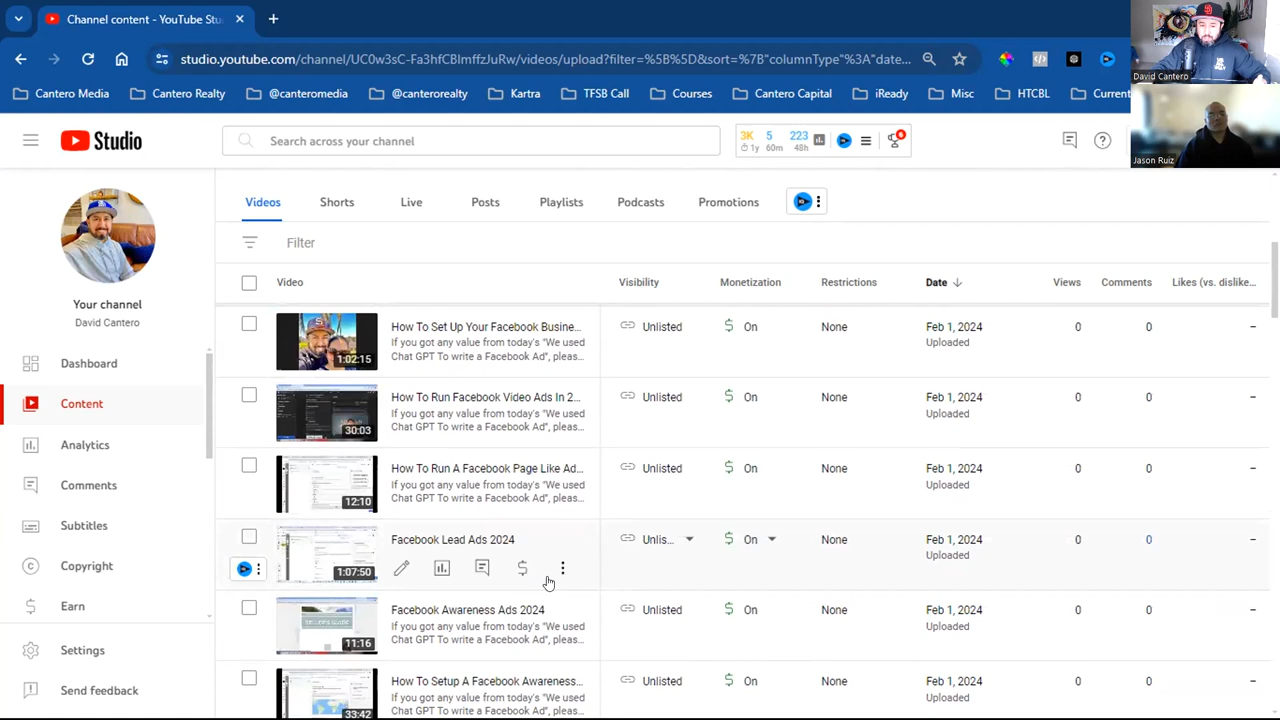 Channel content - YouTube Stu
studio.youtube.com/channel/
Cantero Media
Cantero Realty
@canteromedia
@canterorealty
Kartra
TFSB Call
Courses
Cantero Capital
iReady
Misc
HTCBL
Current
David Cantero
Jason Ruiz
Studio
Search across your channel
3K 5 223
1y 60m 48h
6
Your channel
David Cantero
Dashboard
Content
Analytics
Comments
Subtitles
Copyright
Earn
Settings
Send feedback
Videos Shorts Live Posts Playlists Podcasts Promotions
Filter
Video Visibility Monetization Restrictions Date Views Comments Likes (vs. dislike...
How To Set Up Your Facebook Busine... Unlisted On None Feb 1, 2024 0 0 –
If you got any value from today's "We used Uploaded
Chat GPT To write a Facebook Ad", pleas...
1:02:15
How To Run Facebook Video Ads In 2... Unlisted On None Feb 1, 2024 0 0 –
If you got any value from today's "We used Uploaded
Chat GPT To write a Facebook Ad", pleas...
30:03
How To Run A Facebook Page Like Ad... Unlisted On None Feb 1, 2024 0 0 –
If you got any value from today's "We used Uploaded
Chat GPT To write a Facebook Ad", pleas...
12:10
Facebook Lead Ads 2024 Unlis... On None Feb 1, 2024 0 0 –
Uploaded
1:07:50
Facebook Awareness Ads 2024 Unlisted On None Feb 1, 2024 0 0 –
If you got any value from today's "We used Uploaded
Chat GPT To write a Facebook Ad", pleas...
11:16
How To Setup A Facebook Awareness... Unlisted On None Feb 1, 2024 0 0 –
If you got any value from today's "We used Uploaded
Chat GPT To write a Facebook Ad", pleas...
33:42